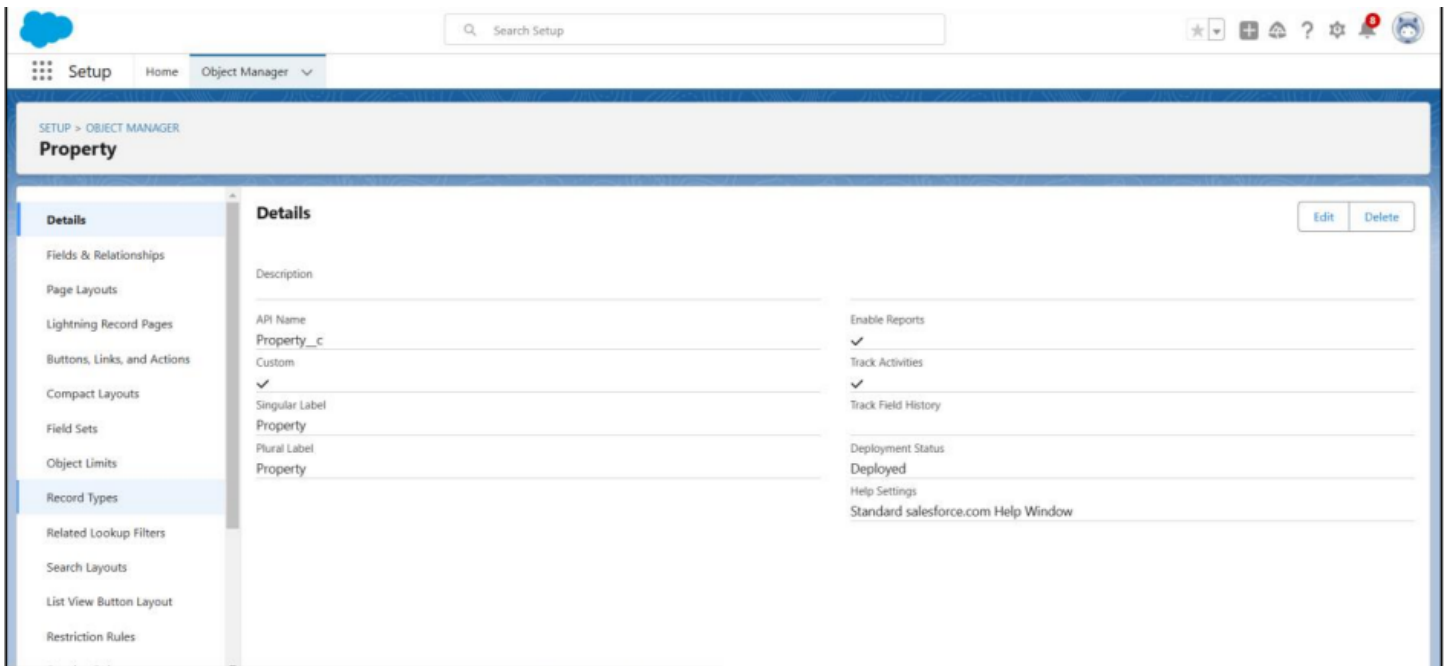 Search Setup
8
Setup Home Object Manager
SETUP > OBJECT MANAGER
Property
Details
Fields & Relationships
Page Layouts
Lightning Record Pages
Buttons, Links, and Actions
Compact Layouts
Field Sets
Object Limits
Record Types
Related Lookup Filters
Search Layouts
List View Button Layout
Restriction Rules
Details
Edit Delete
Description
API Name
Property__c
Custom
Singular Label
Property
Plural Label
Property
Enable Reports
Track Activities
Track Field History
Deployment Status
Deployed
Help Settings
Standard salesforce.com Help Window